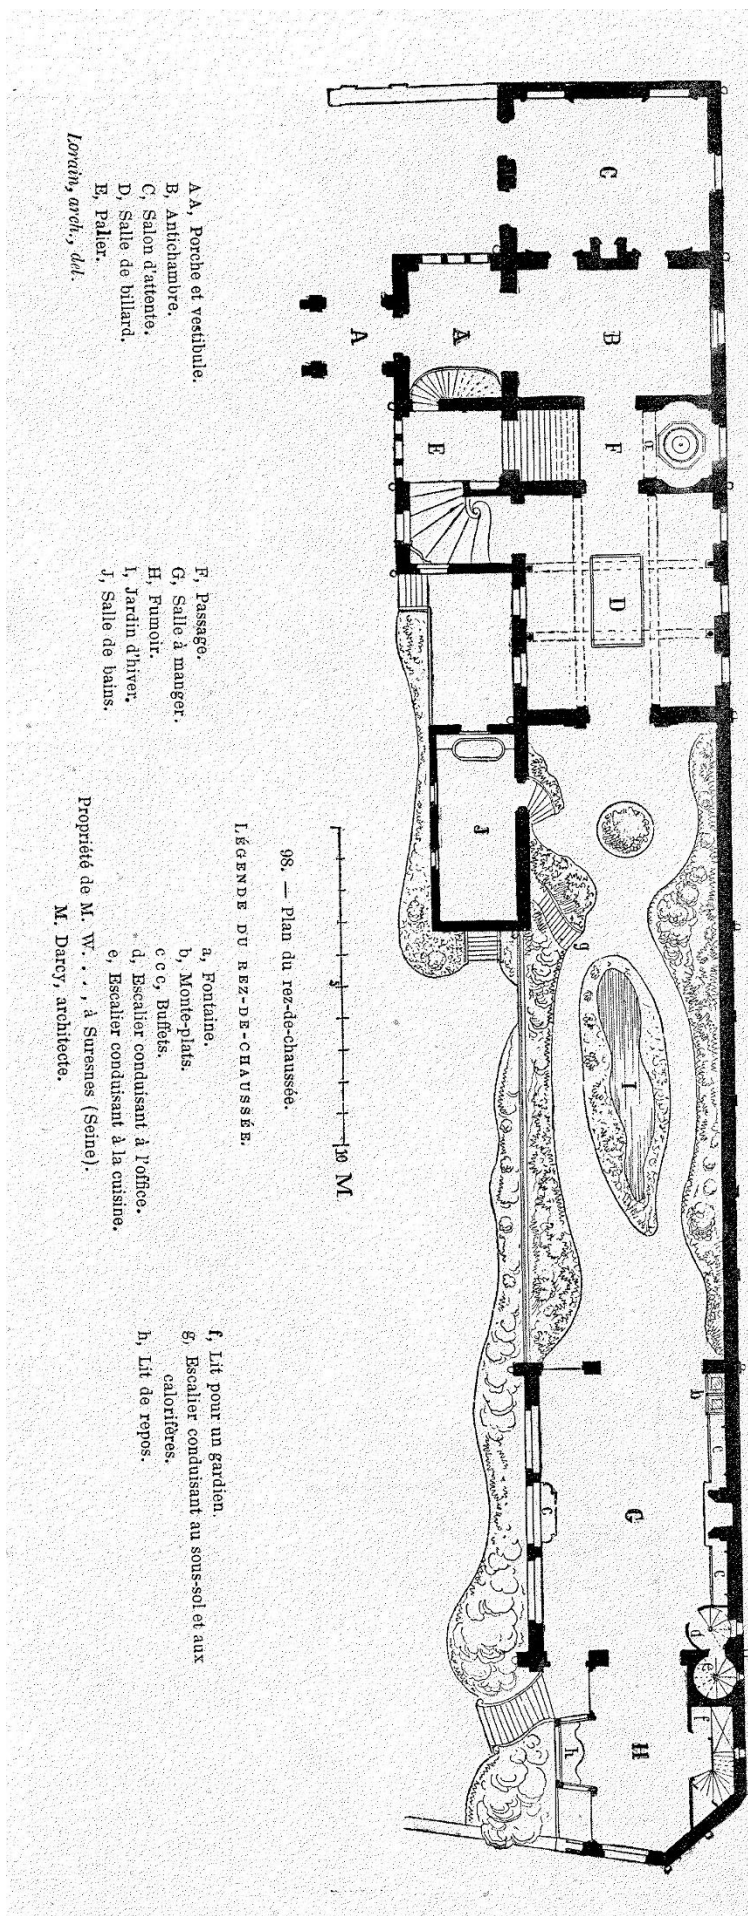 C
B
A
A
F
a
E
D
J
g
I
b
c
c
G
c
d
e
f
H
h
5
10 M
98. — Plan du rez-de-chaussée.
LÉGENDE DU REZ-DE-CHAUSSÉE.
A A, Porche et vestibule.
B, Antichambre.
C, Salon d'attente.
D, Salle de billard.
E, Palier.
F, Passage.
G, Salle à manger.
H, Fumoir.
I, Jardin d'hiver.
J, Salle de bains.
a, Fontaine.
b, Monte-plats.
c c c, Buffets.
d, Escalier conduisant à l'office.
e, Escalier conduisant à la cuisine.
f, Lit pour un gardien.
g, Escalier conduisant au sous-sol et aux
calorifères.
h, Lit de repos.
Lorain, arch., del.
Propriété de M. W..., à Suresnes (Seine).
M. Darcy, architecte.